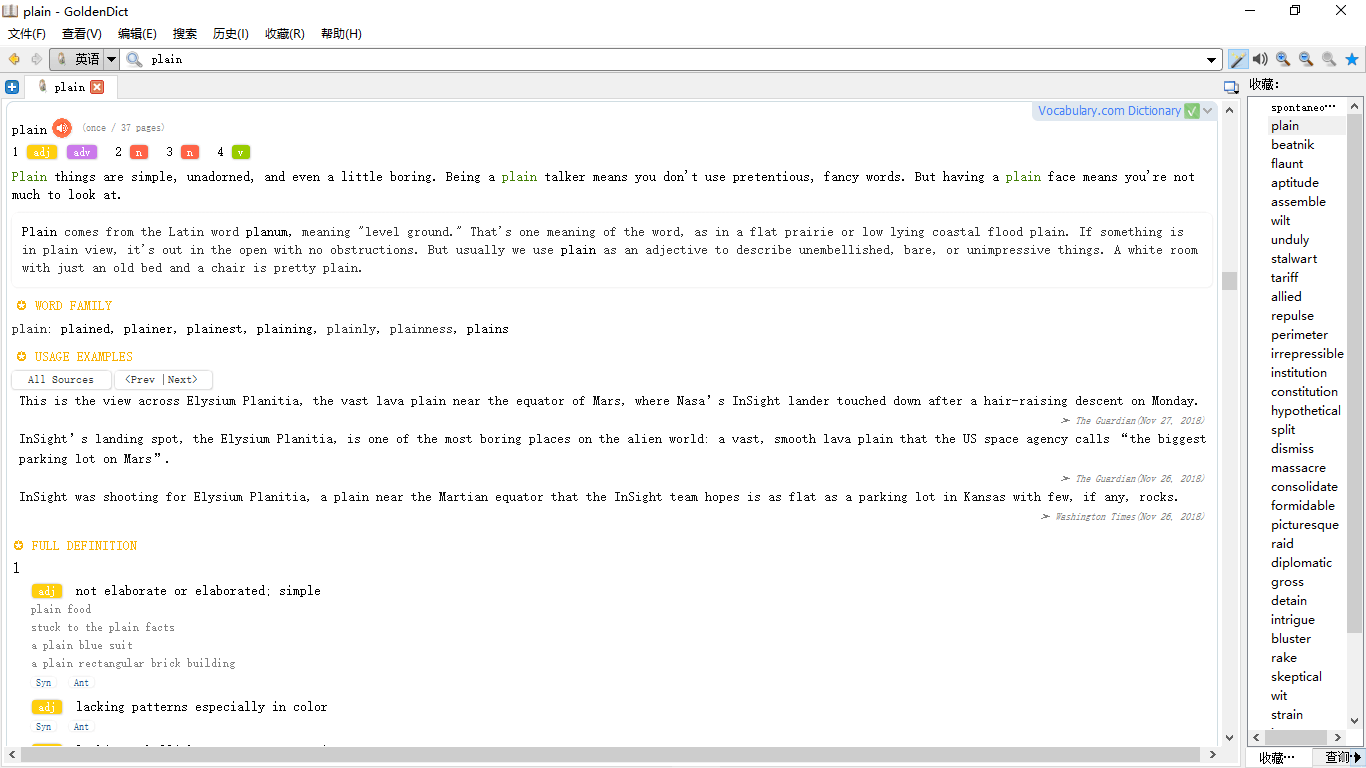 plain - GoldenDict
文件(F) 查看(V) 编辑(E) 搜索 历史(I) 收藏(R) 帮助(H)
英语 plain
plain
Vocabulary.com Dictionary
plain (once / 37 pages)
1 adj adv 2 n 3 n 4 v
Plain things are simple, unadorned, and even a little boring. Being a plain talker means you don't use pretentious, fancy words. But having a plain face means you're not
much to look at.
Plain comes from the Latin word planum, meaning "level ground." That's one meaning of the word, as in a flat prairie or low lying coastal flood plain. If something is
in plain view, it's out in the open with no obstructions. But usually we use plain as an adjective to describe unembellished, bare, or unimpressive things. A white room
with just an old bed and a chair is pretty plain.
WORD FAMILY
plain: plained, plainer, plainest, plaining, plainly, plainness, plains
USAGE EXAMPLES
All Sources <Prev |Next>
This is the view across Elysium Planitia, the vast lava plain near the equator of Mars, where Nasa’s InSight lander touched down after a hair-raising descent on Monday.
➢ The Guardian(Nov 27, 2018)
InSight’s landing spot, the Elysium Planitia, is one of the most boring places on the alien world: a vast, smooth lava plain that the US space agency calls “the biggest
parking lot on Mars”.
➢ The Guardian(Nov 26, 2018)
InSight was shooting for Elysium Planitia, a plain near the Martian equator that the InSight team hopes is as flat as a parking lot in Kansas with few, if any, rocks.
➢ Washington Times(Nov 26, 2018)
FULL DEFINITION
1
adj not elaborate or elaborated; simple
plain food
stuck to the plain facts
a plain blue suit
a plain rectangular brick building
Syn Ant
adj lacking patterns especially in color
Syn Ant
收藏:
spontaneo…
plain
beatnik
flaunt
aptitude
assemble
wilt
unduly
stalwart
tariff
allied
repulse
perimeter
irrepressible
institution
constitution
hypothetical
split
dismiss
massacre
consolidate
formidable
picturesque
raid
diplomatic
gross
detain
intrigue
bluster
rake
skeptical
wit
strain
收藏… 查询…